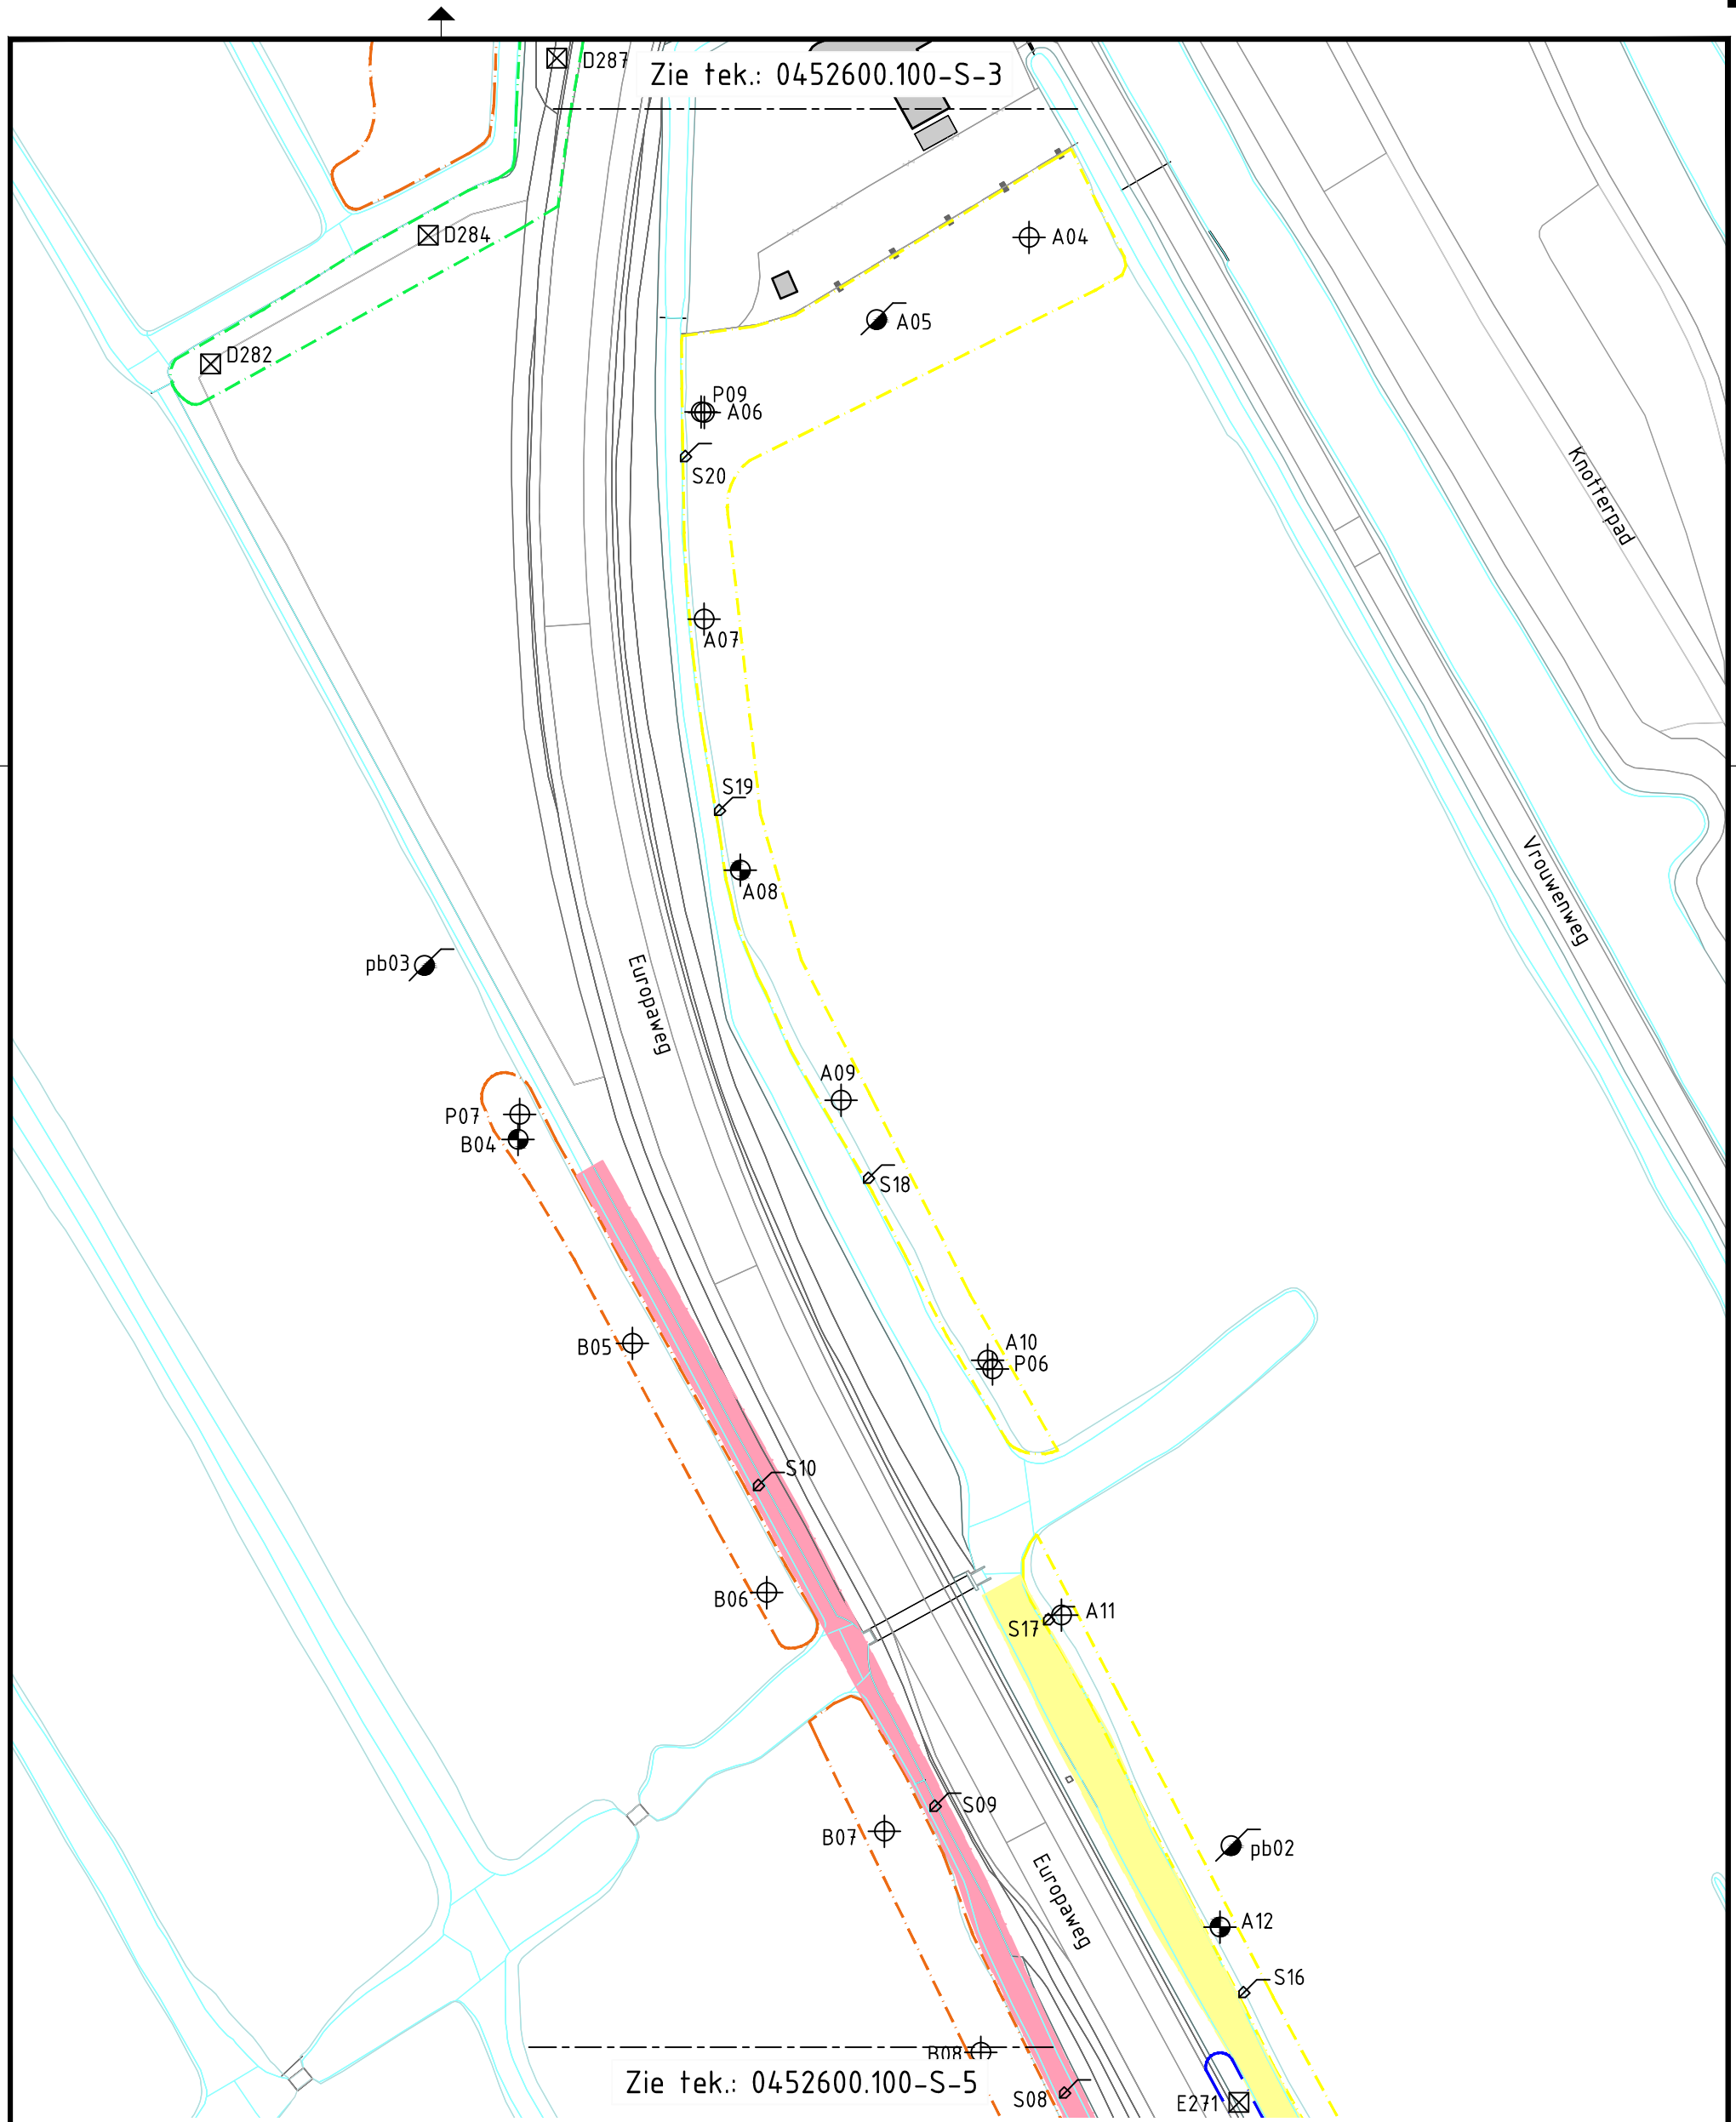 D287
Zie tek.: 0452600.100-S-3
D284
A04
A05
D282
P09
A06
S20
Knotterpad
A07
S19
A08
Vrouwenweg
pb03
Europaweg
A09
P07
B04
S18
A10
B05
P06
S10
B06
A11
S17
S09
B07
pb02
Europaweg
A12
S16
B08
Zie tek.: 0452600.100-S-5
S08
E271